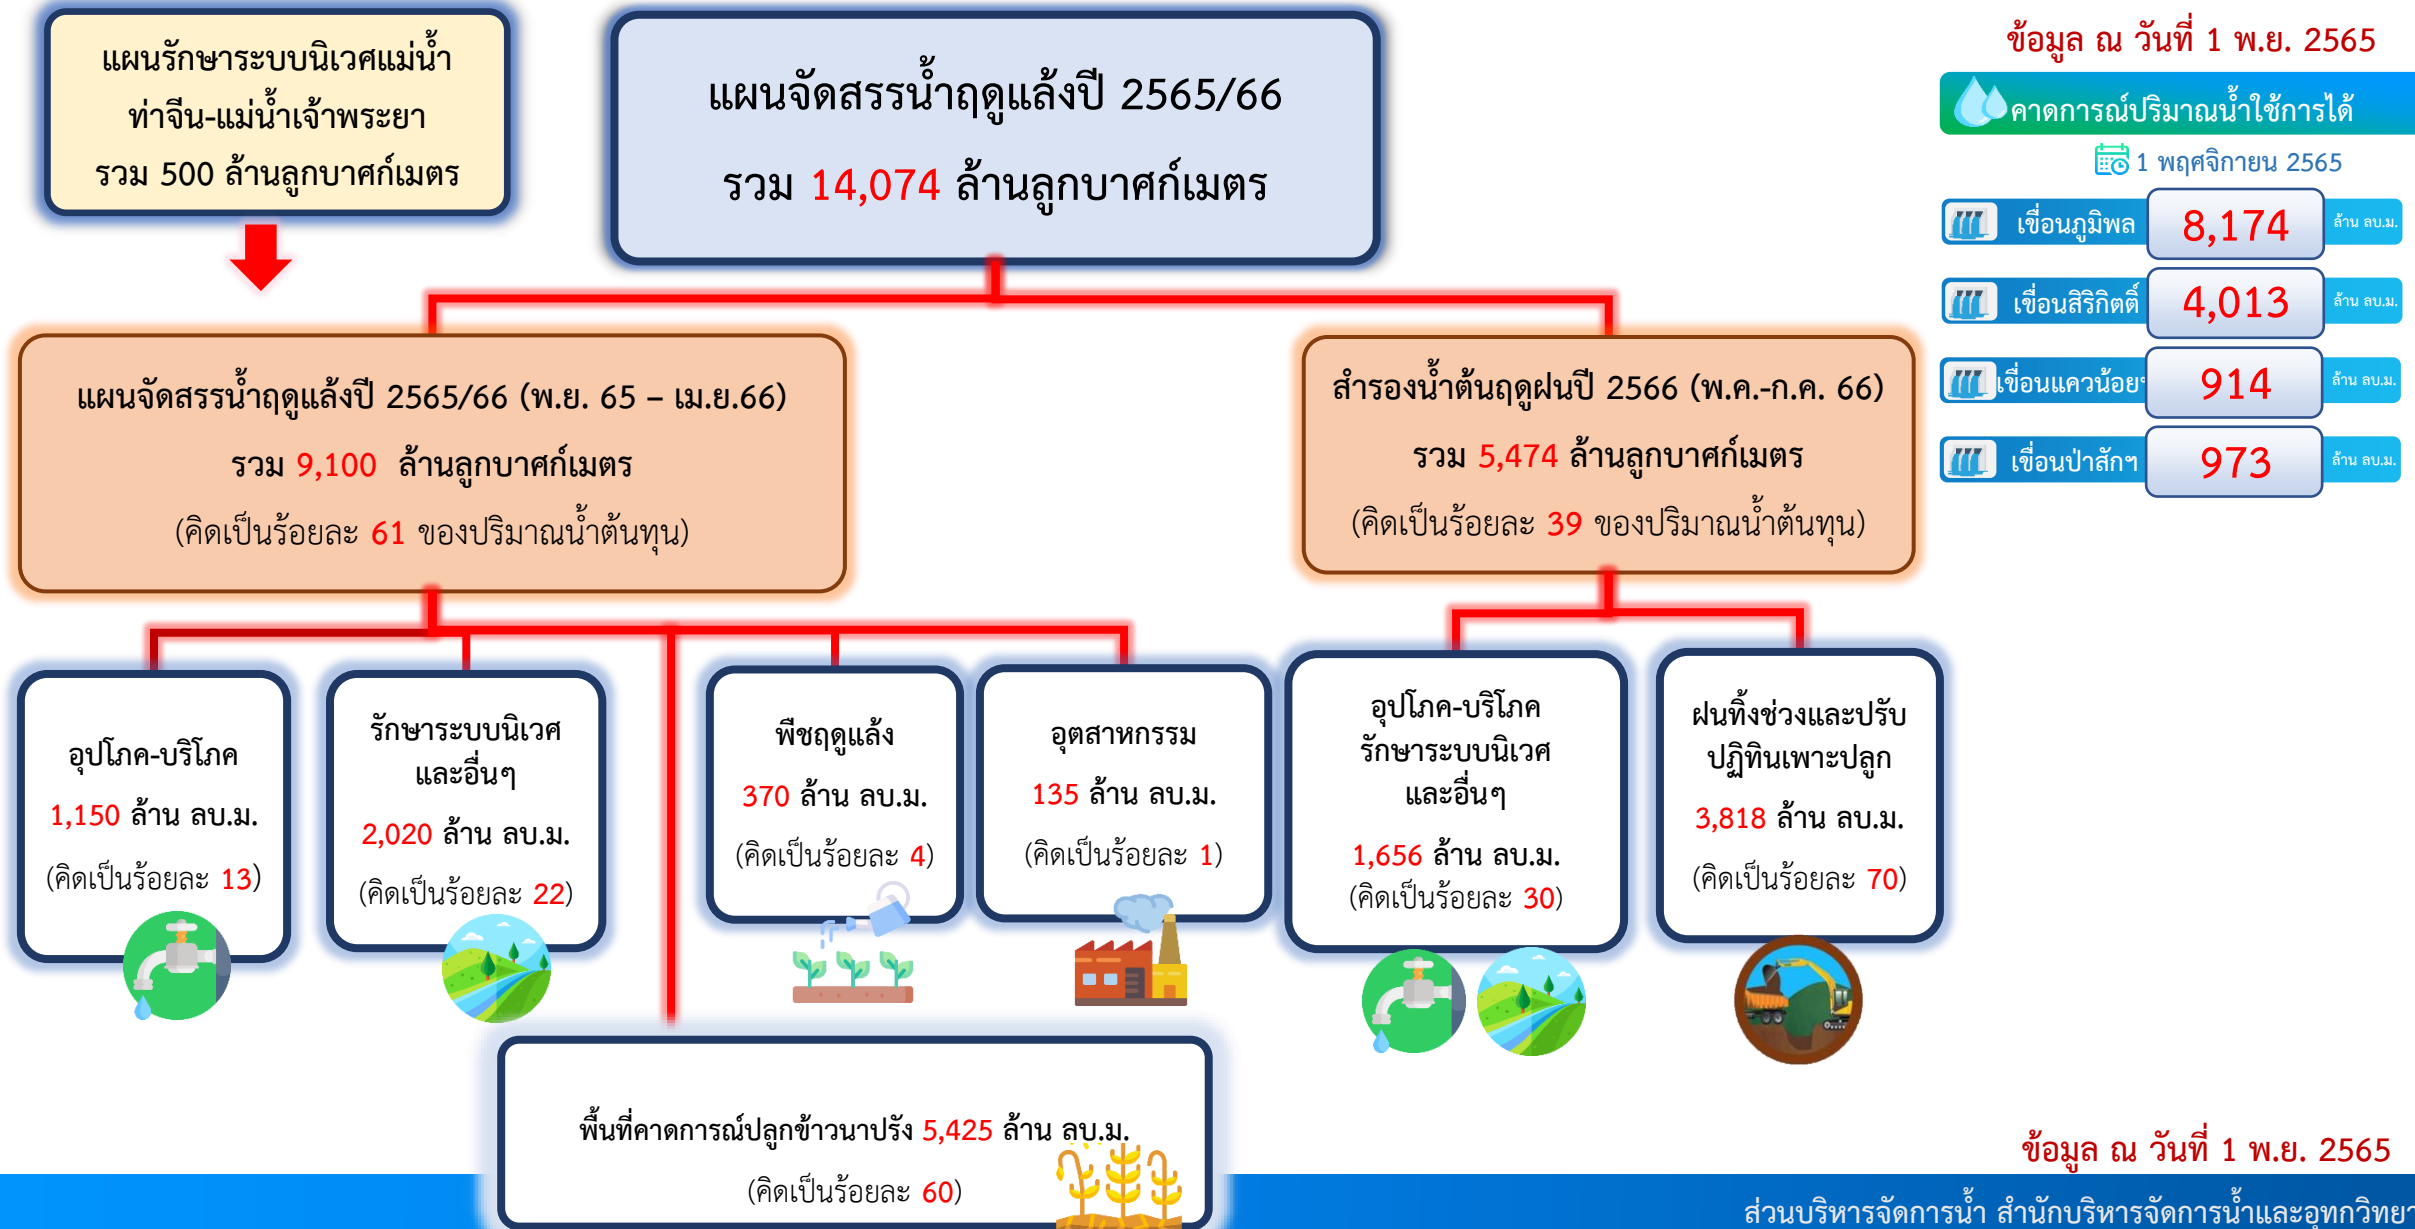 แผนรักษาระบบนิเวศแม่น้ำ
ท่าจีน-แม่น้ำเจ้าพระยา
รวม 500 ล้านลูกบาศก์เมตร
แผนจัดสรรน้ำฤดูแล้งปี 2565/66
รวม 14,074 ล้านลูกบาศก์เมตร
ข้อมูล ณ วันที่ 1 พ.ย. 2565
คาดการณ์ปริมาณน้ำใช้การได้
1 พฤศจิกายน 2565
เขื่อนภูมิพล 8,174 ล้าน ลบ.ม.
เขื่อนสิริกิตติ์ 4,013 ล้าน ลบ.ม.
เขื่อนแควน้อยฯ 914 ล้าน ลบ.ม.
เขื่อนป่าสักฯ 973 ล้าน ลบ.ม.
แผนจัดสรรน้ำฤดูแล้งปี 2565/66 (พ.ย. 65 – เม.ย.66)
รวม 9,100 ล้านลูกบาศก์เมตร
(คิดเป็นร้อยละ 61 ของปริมาณน้ำต้นทุน)
สำรองน้ำต้นฤดูฝนปี 2566 (พ.ค.-ก.ค. 66)
รวม 5,474 ล้านลูกบาศก์เมตร
(คิดเป็นร้อยละ 39 ของปริมาณน้ำต้นทุน)
อุปโภค-บริโภค
1,150 ล้าน ลบ.ม.
(คิดเป็นร้อยละ 13)
รักษาระบบนิเวศ
และอื่นๆ
2,020 ล้าน ลบ.ม.
(คิดเป็นร้อยละ 22)
พืชฤดูแล้ง
370 ล้าน ลบ.ม.
(คิดเป็นร้อยละ 4)
อุตสาหกรรม
135 ล้าน ลบ.ม.
(คิดเป็นร้อยละ 1)
อุปโภค-บริโภค
รักษาระบบนิเวศ
และอื่นๆ
1,656 ล้าน ลบ.ม.
(คิดเป็นร้อยละ 30)
ฝนทิ้งช่วงและปรับ
ปฏิทินเพาะปลูก
3,818 ล้าน ลบ.ม.
(คิดเป็นร้อยละ 70)
พื้นที่คาดการณ์ปลูกข้าวนาปรัง 5,425 ล้าน ลบ.ม.
(คิดเป็นร้อยละ 60)
ข้อมูล ณ วันที่ 1 พ.ย. 2565
ส่วนบริหารจัดการน้ำ สำนักบริหารจัดการน้ำและอุทกวิทยา